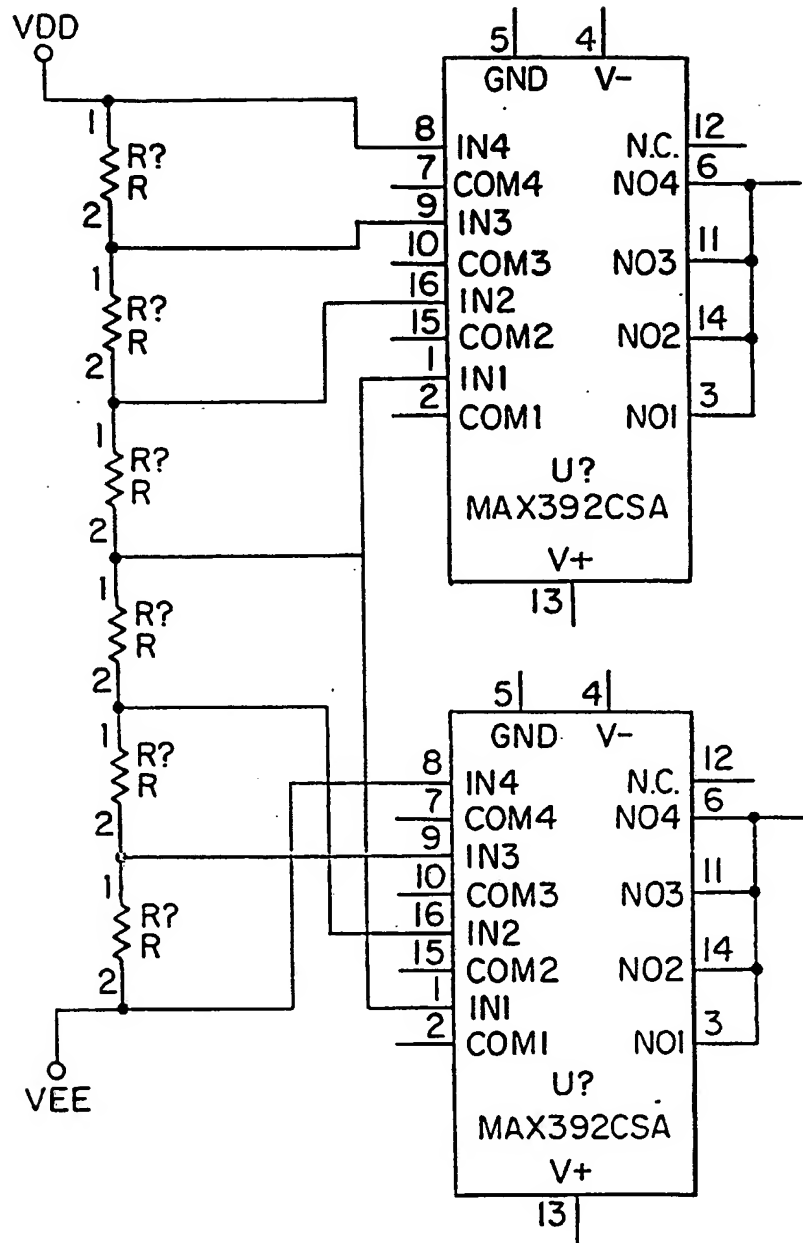 VDD
1
R?
R
2
1
R?
R
2
1
R?
R
2
1
R?
R
2
1
R?
R
2
1
R?
R
2
VEE
5 4
GND V-
8 IN4 N.C. 12
7 COM4 NO4 6
9 IN3
10 COM3 NO3 11
16 IN2
15 COM2 NO2 14
1 IN1
2 COM1 NO1 3
U?
MAX392CSA
V+
13
5 4
GND V-
8 IN4 N.C. 12
7 COM4 NO4 6
9 IN3
10 COM3 NO3 11
16 IN2
15 COM2 NO2 14
1 IN1
2 COM1 NO1 3
U?
MAX392CSA
V+
13